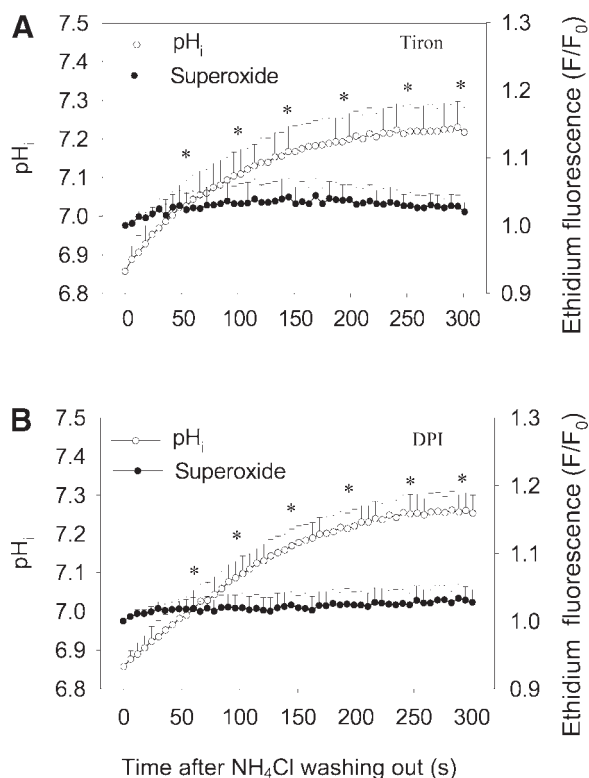 A
7.5
7.4
7.3
7.2
7.1
7.0
6.9
6.8
pHi
pHi
Superoxide
Tiron
* * * * * *
1.3
1.2
1.1
1.0
0.9
Ethidium fluorescence (F/F0)
0 50 100 150 200 250 300
B
7.5
7.4
7.3
7.2
7.1
7.0
6.9
6.8
pHi
pHi
Superoxide
DPI
* * * * * *
1.3
1.2
1.1
1.0
0.9
Ethidium fluorescence (F/F0)
0 50 100 150 200 250 300
Time after NH4Cl washing out (s)